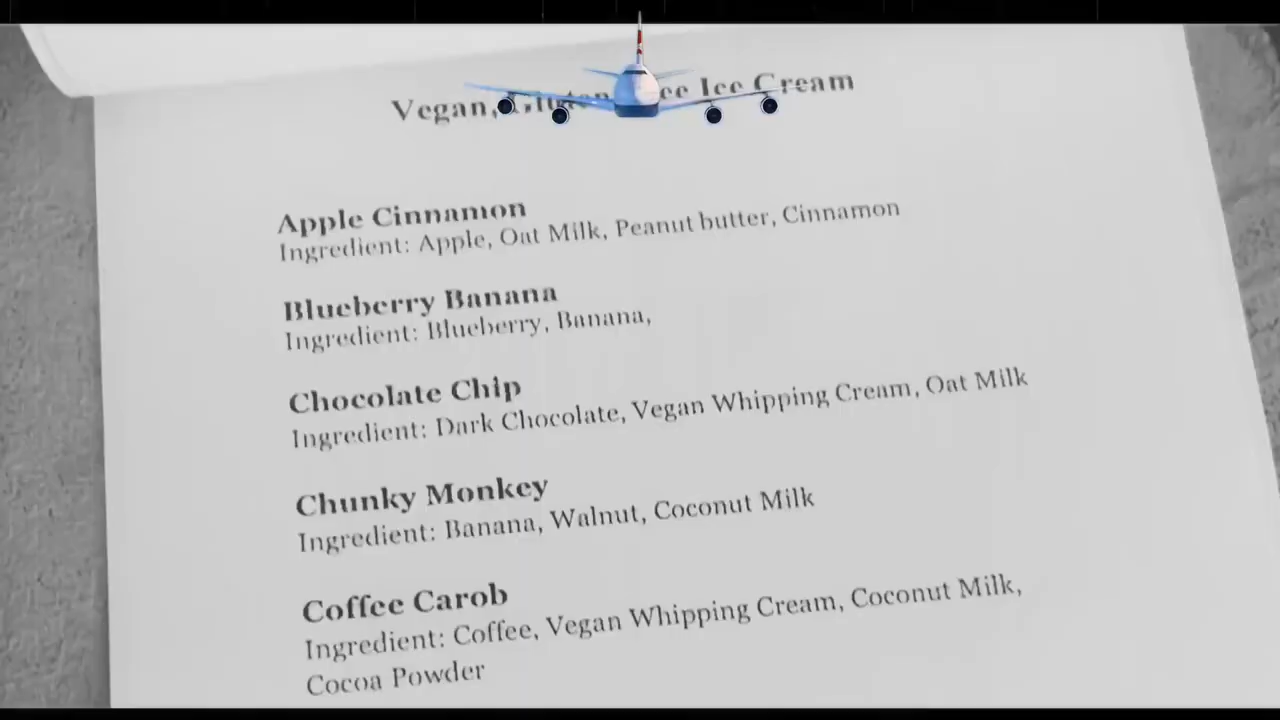 Vegan, Gluten Ice Cream
Apple Cinnamon
Ingredient: Apple, Oat Milk, Peanut butter, Cinnamon
Blueberry Banana
Ingredient: Blueberry, Banana,
Chocolate Chip
Ingredient: Dark Chocolate, Vegan Whipping Cream, Oat Milk
Chunky Monkey
Ingredient: Banana, Walnut, Coconut Milk
Coffee Carob
Ingredient: Coffee, Vegan Whipping Cream, Coconut Milk,
Cocoa Powder